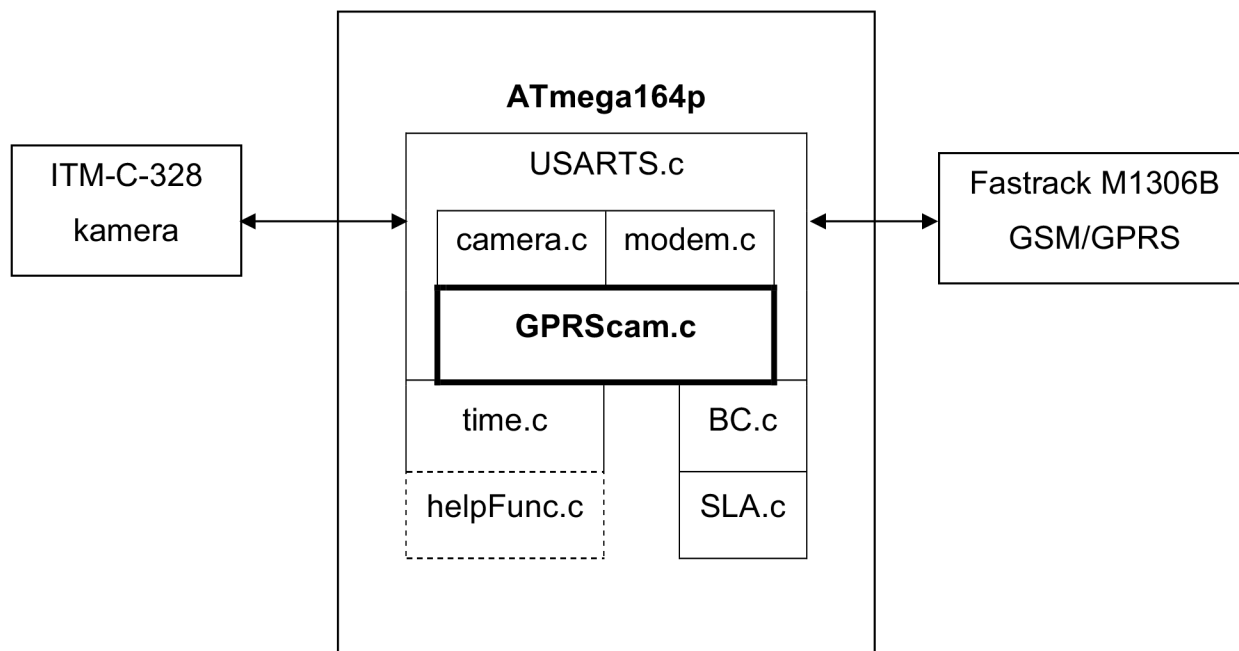 ATmega164p
ITM-C-328
kamera
USARTS.c
camera.c
modem.c
GPRScam.c
time.c
BC.c
helpFunc.c
SLA.c
Fastrack M1306B
GSM/GPRS